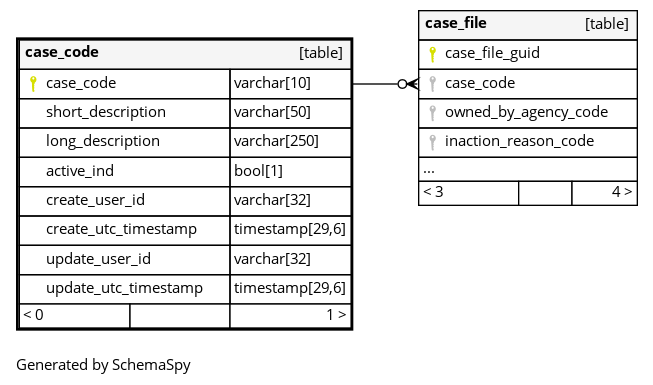 case_code [table]
case_code varchar[10]
short_description varchar[50]
long_description varchar[250]
active_ind bool[1]
create_user_id varchar[32]
create_utc_timestamp timestamp[29,6]
update_user_id varchar[32]
update_utc_timestamp timestamp[29,6]
< 0 1 >
case_file [table]
case_file_guid
case_code
owned_by_agency_code
inaction_reason_code
...
< 3 4 >
Generated by SchemaSpy